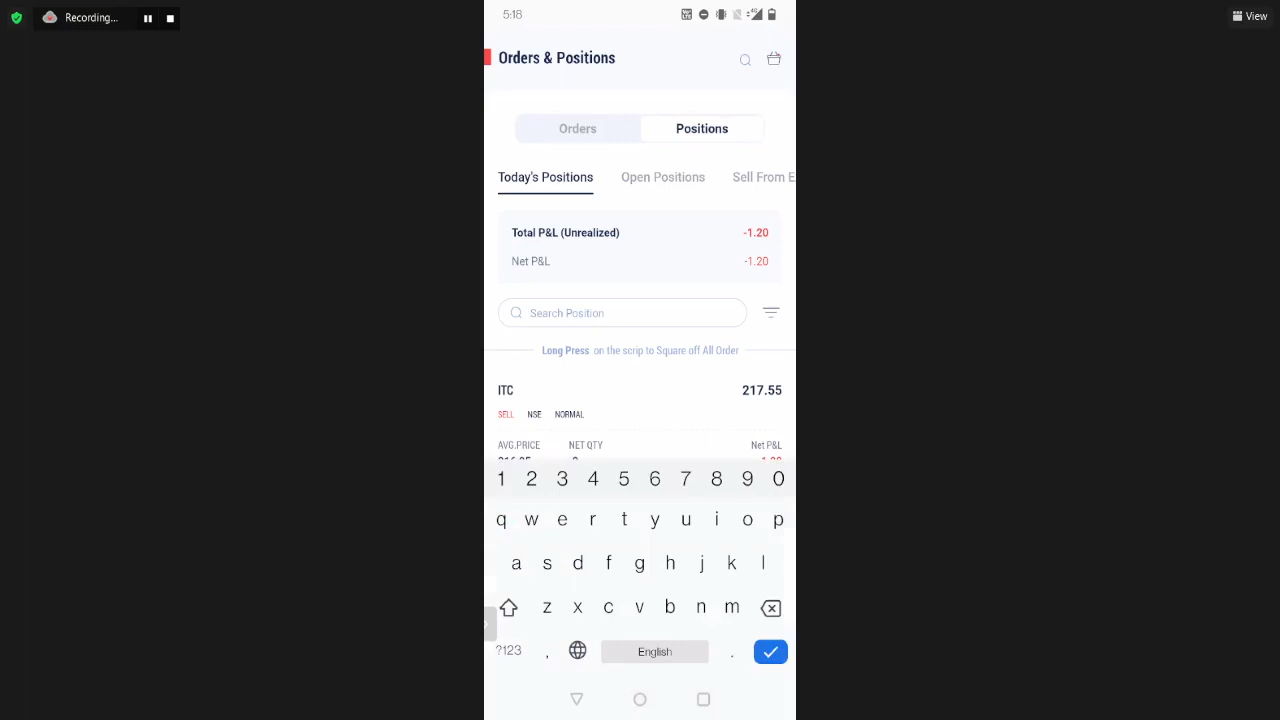 Recording...
View
5:18
Orders & Positions
Orders Positions
Today's Positions Open Positions Sell From E
Total P&L (Unrealized) -1.20
Net P&L -1.20
Search Position
Long Press on the scrip to Square off All Order
ITC 217.55
SELL NSE NORMAL
AVG.PRICE NET QTY Net P&L
1 2 3 4 5 6 7 8 9 0
q w e r t y u i o p
a s d f g h j k l
z x c v b n m
?123 , English .